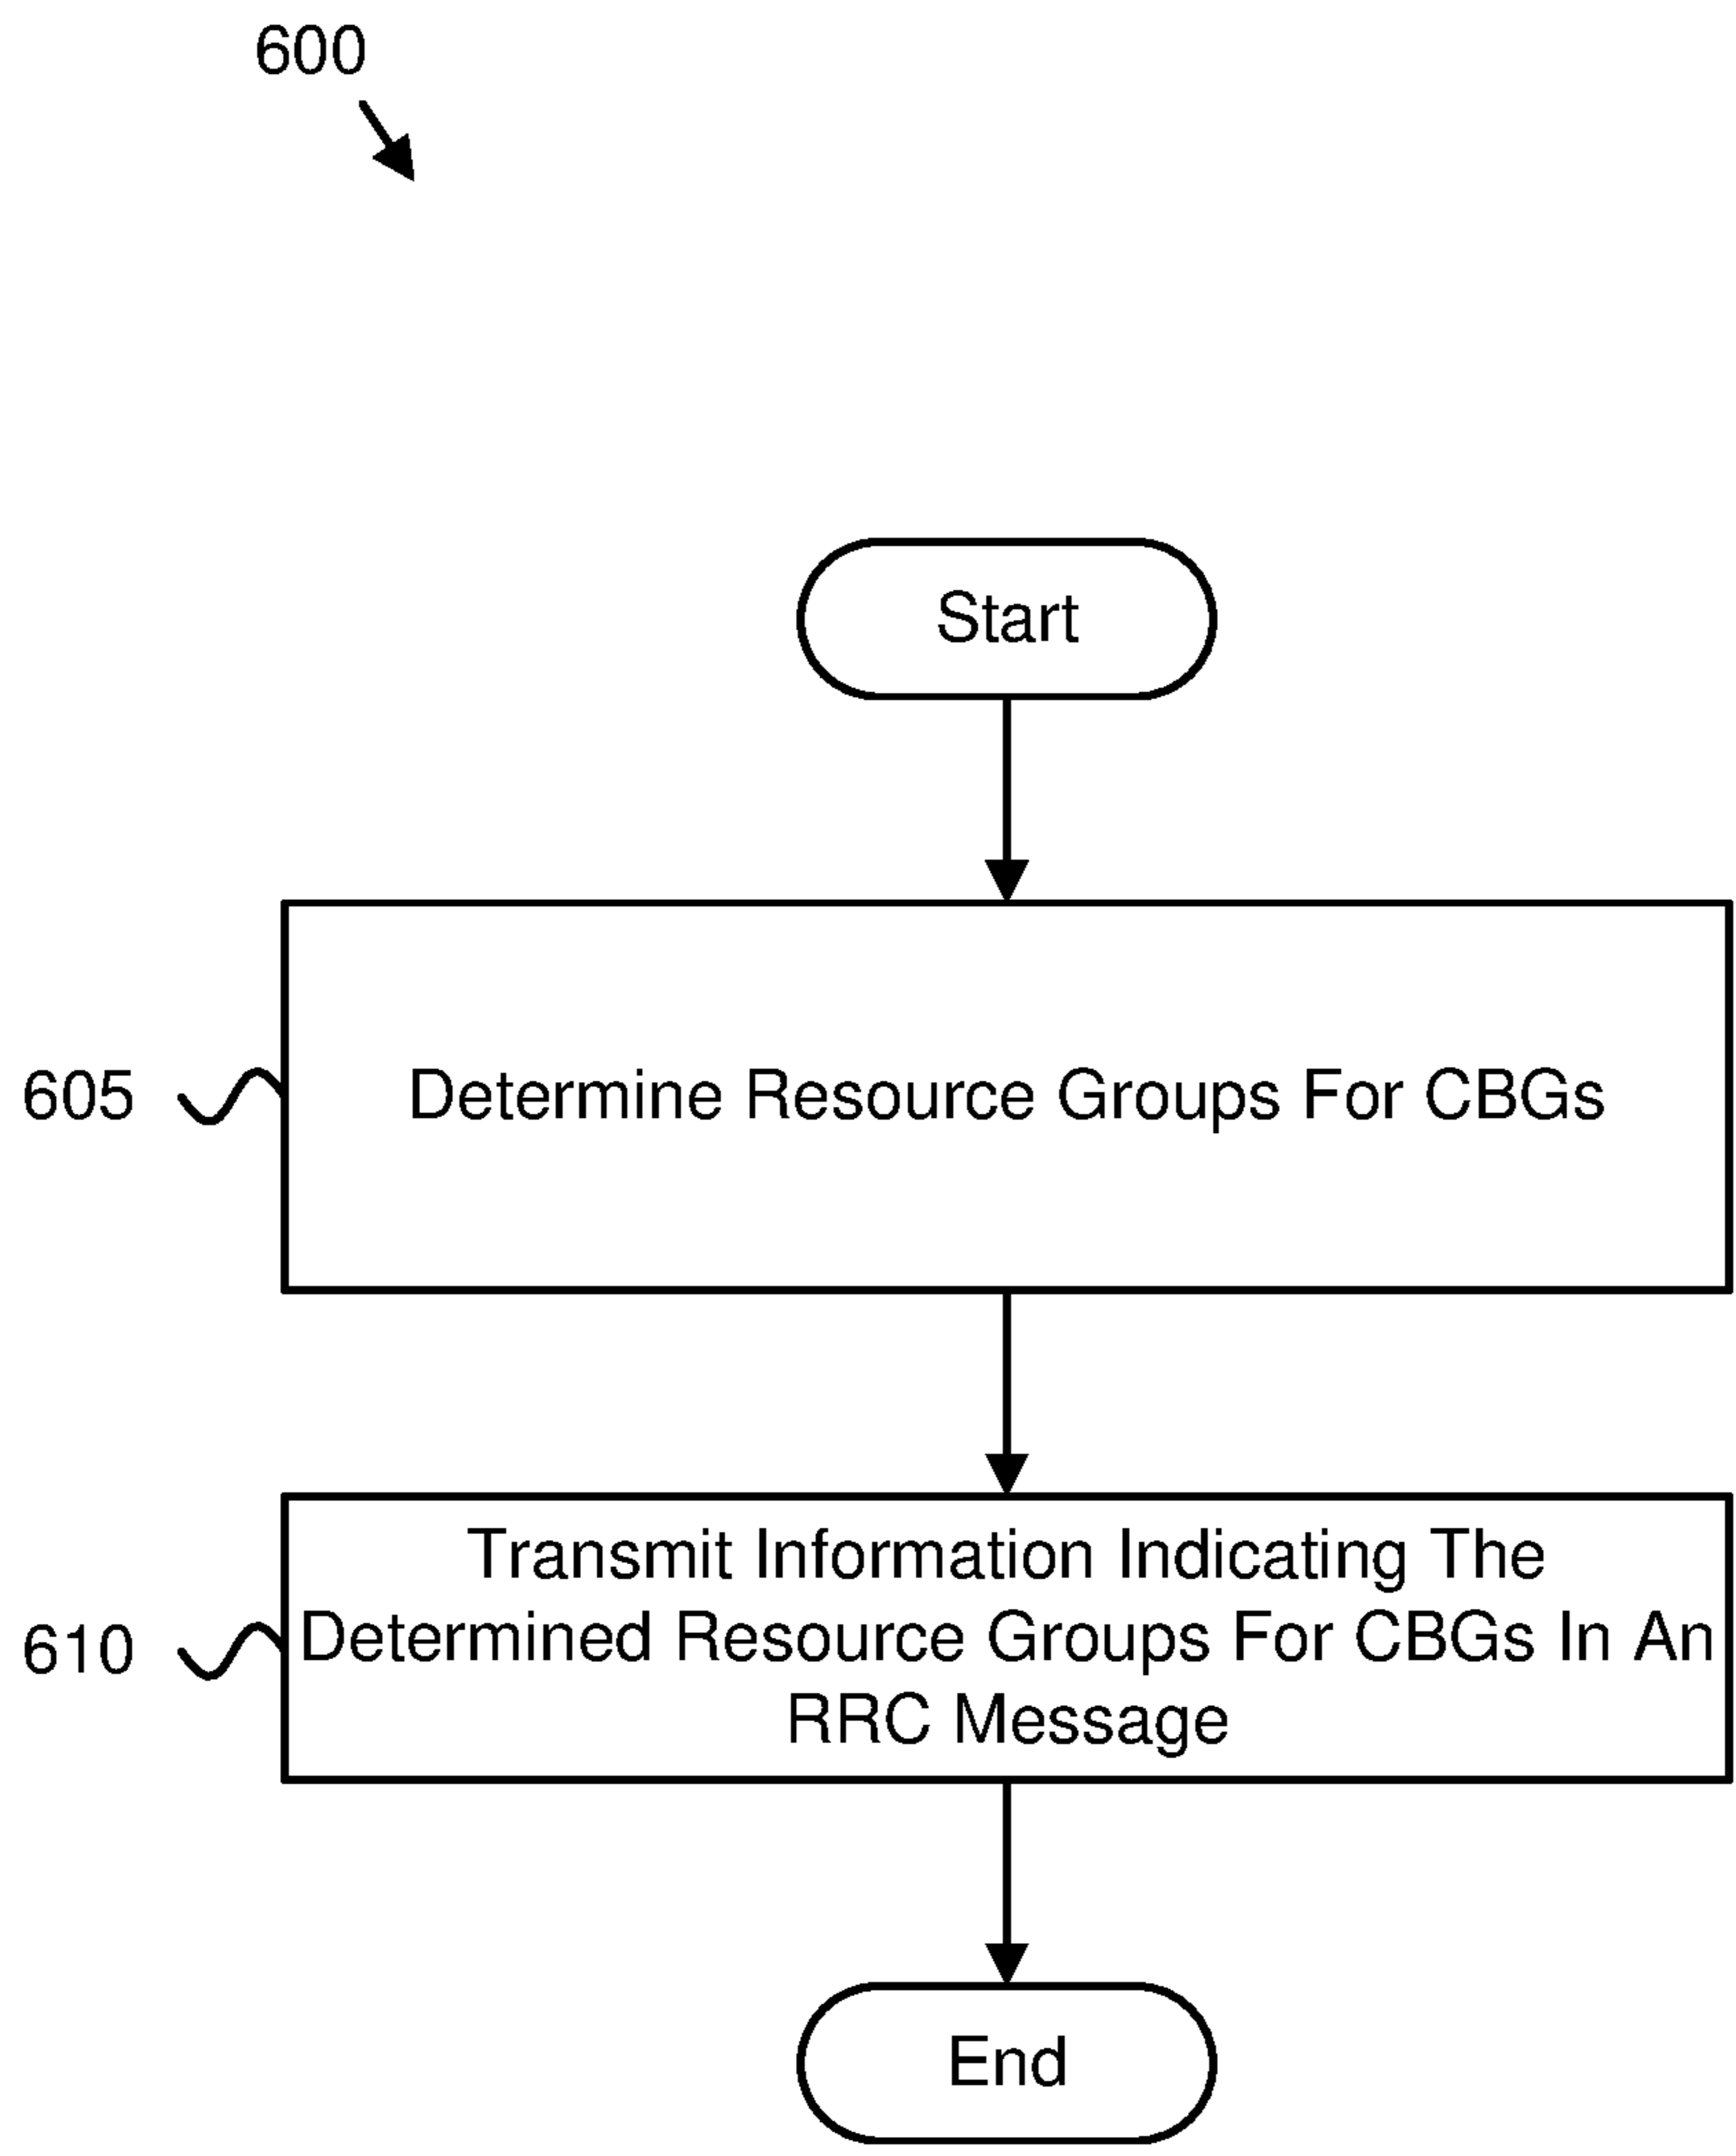 600
Start
605
Determine Resource Groups For CBGs
Transmit Information Indicating The
610
Determined Resource Groups For CBGs In An
RRC Message
End